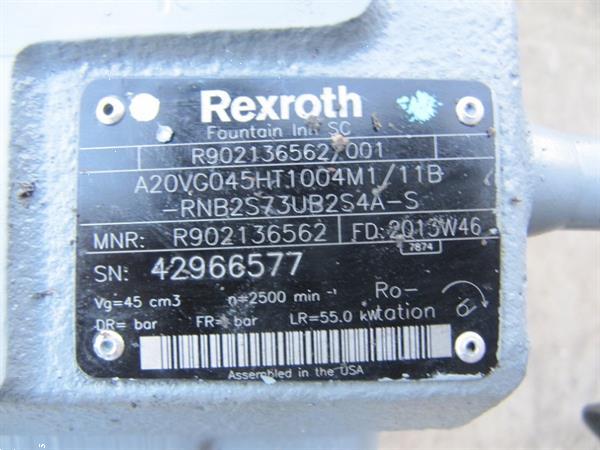 Rexroth
Fountain Inn SC
R902136562/001
A20VG045HT1004M1/11B
-RNB2S73UB2S4A-S
MNR: R902136562 FD: 2013W46
7874
SN: 42966577
Vg=45 cm3 n=2500 min -1 Ro-
DR= bar FR= bar LR=55.0 kW tation
Assembled in the USA